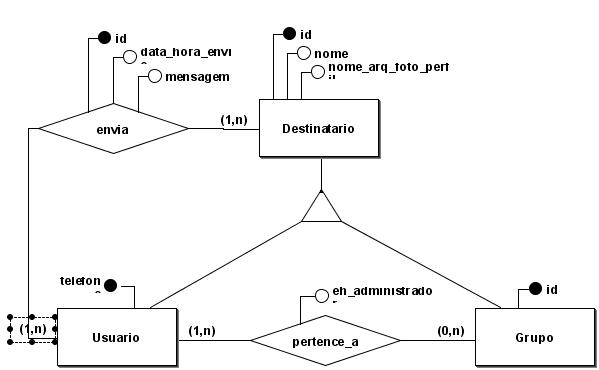 id
data_hora_envi
mensagem
id
nome
nome_arq_foto_perf
envia
(1,n)
Destinatario
telefon
eh_administrado
id
(1,n)
Usuario
(1,n)
pertence_a
(0,n)
Grupo